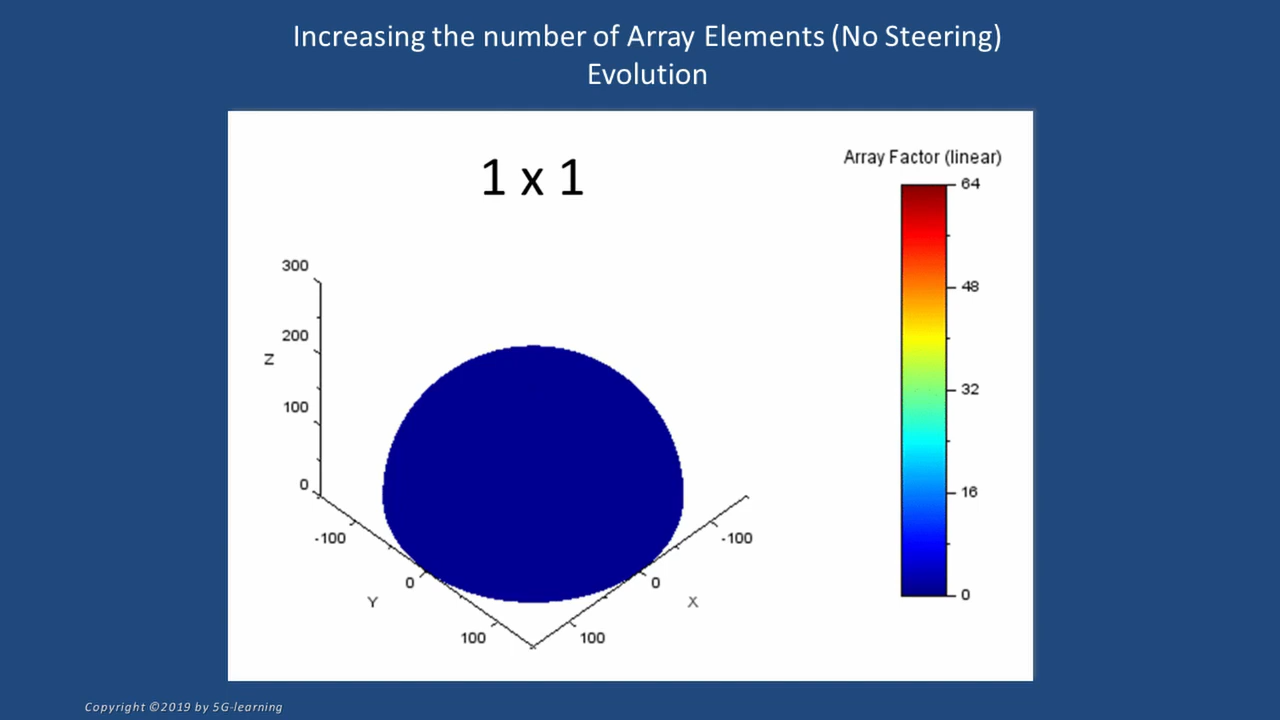 Increasing the number of Array Elements (No Steering)
Evolution
1 x 1
Array Factor (linear)
64
48
32
16
0
300
200
100
0
Z
-100
0
100
Y
-100
0
100
X
Copyright ©2019 by 5G-learning